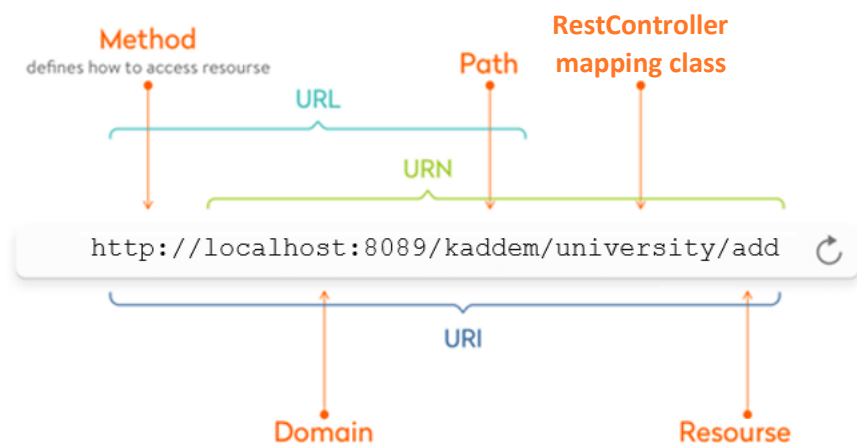 Method
defines how to access resourse
Path
RestController
mapping class
URL
URN
http://localhost:8089/kaddem/university/add
URI
Domain
Resourse